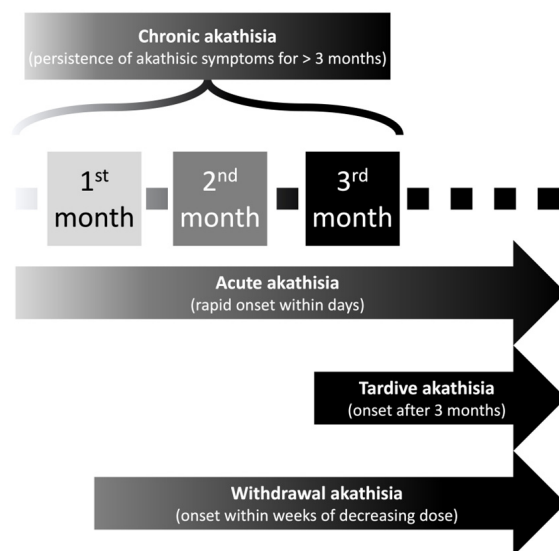 Chronic akathisia
(persistence of akathisic symptoms for > 3 months)
1st month
2nd month
3rd month
Acute akathisia
(rapid onset within days)
Tardive akathisia
(onset after 3 months)
Withdrawal akathisia
(onset within weeks of decreasing dose)